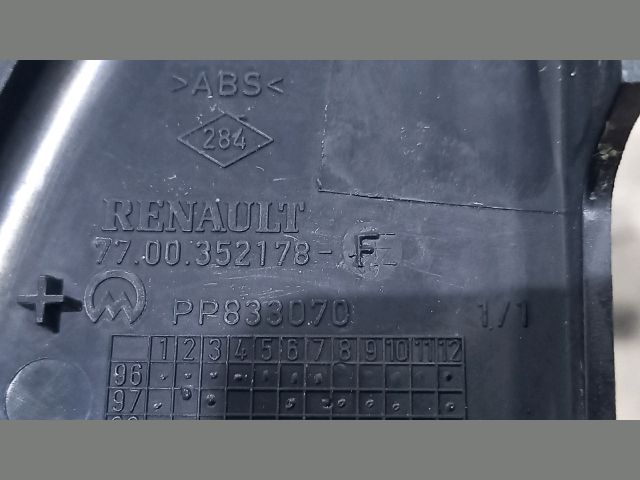 >ABS<
284
RENAULT
77.00.352178-F
PP833070 1/1
1 2 3 4 5 6 7 8 9 10 11 12
96
97